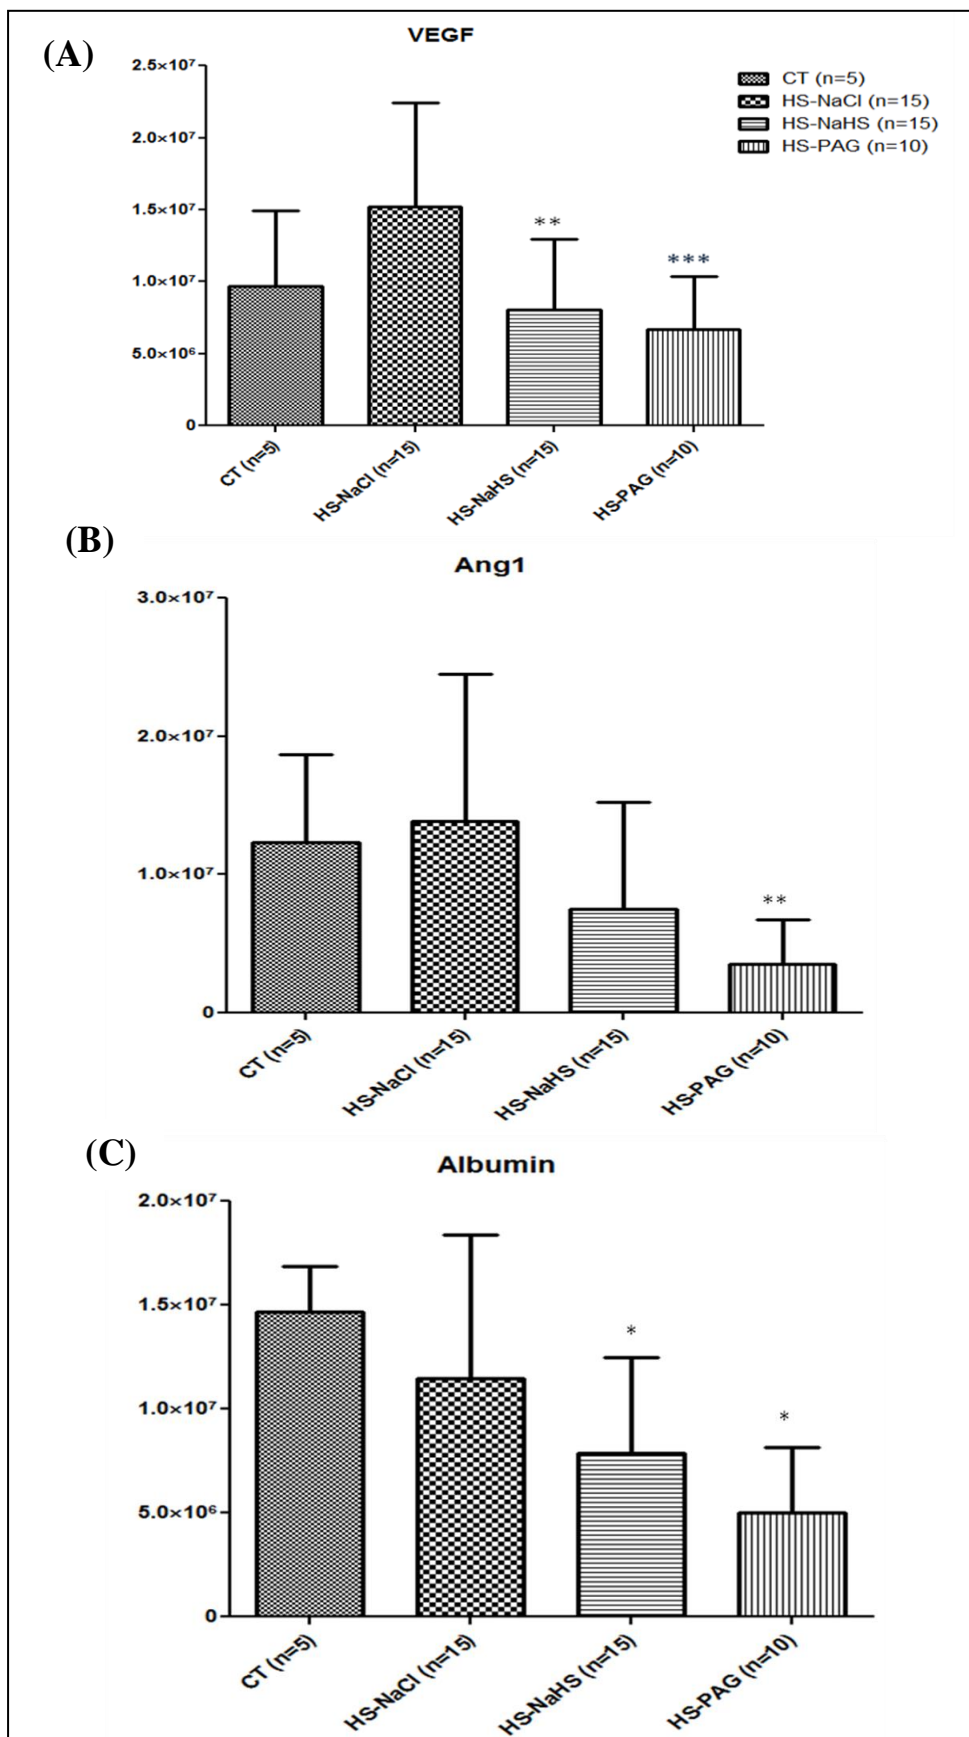 (A)
VEGF
2.5×10⁷
2.0×10⁷
1.5×10⁷
1.0×10⁷
5.0×10⁶
0
CT (n=5)
HS-NaCl (n=15)
HS-NaHS (n=15)
HS-PAG (n=10)
**
***
CT (n=5)
HS-NaCl (n=15)
HS-NaHS (n=15)
HS-PAG (n=10)
(B)
Ang1
3.0×10⁷
2.0×10⁷
1.0×10⁷
0
**
CT (n=5)
HS-NaCl (n=15)
HS-NaHS (n=15)
HS-PAG (n=10)
(C)
Albumin
2.0×10⁷
1.5×10⁷
1.0×10⁷
5.0×10⁶
0
*
*
CT (n=5)
HS-NaCl (n=15)
HS-NaHS (n=15)
HS-PAG (n=10)